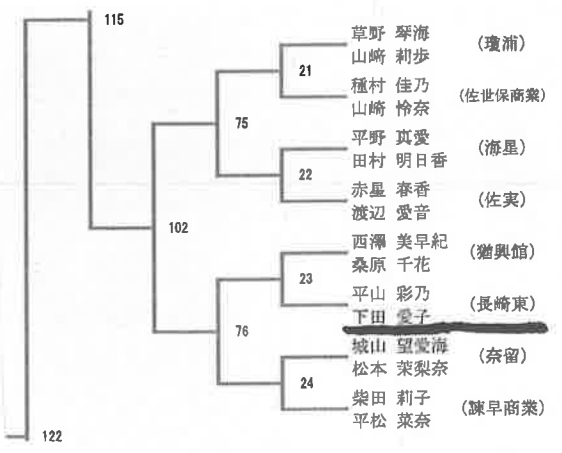 115
草野 琴海
山﨑 莉歩
(瓊浦)
21
種村 佳乃
山崎 怜奈
(佐世保商業)
75
平野 真愛
田村 明日香
(海星)
22
赤星 春香
渡辺 愛音
(佐実)
102
西澤 美早紀
桑原 千花
(猶興館)
23
平山 彩乃
下田 愛子
(長崎東)
76
城山 望愛海
松本 茉梨奈
(奈留)
24
柴田 莉子
平松 菜奈
(諫早商業)
122